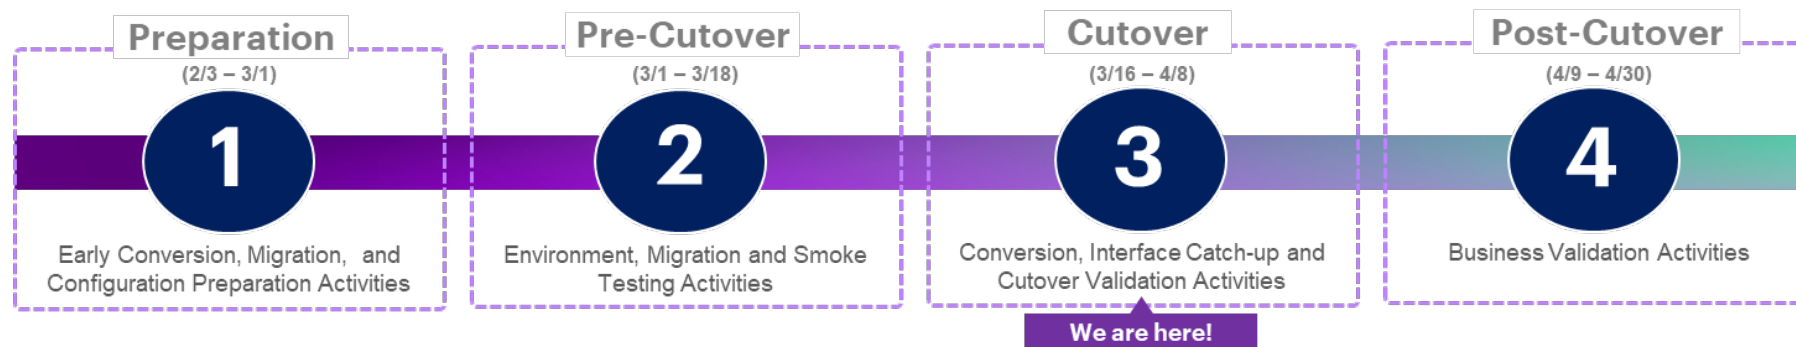 Preparation
(2/3 – 3/1)
1
Early Conversion, Migration, and
Configuration Preparation Activities
Pre-Cutover
(3/1 – 3/18)
2
Environment, Migration and Smoke
Testing Activities
Cutover
(3/16 – 4/8)
3
Conversion, Interface Catch-up and
Cutover Validation Activities
We are here!
Post-Cutover
(4/9 – 4/30)
4
Business Validation Activities